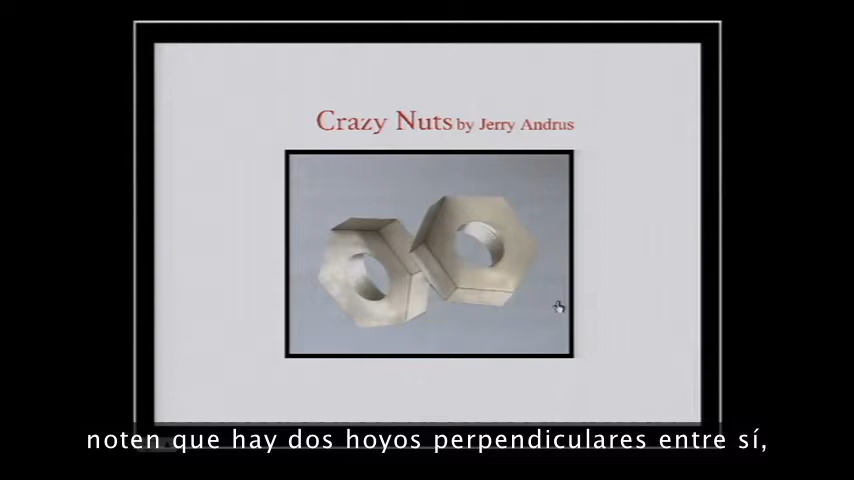 Crazy Nuts by Jerry Andrus
noten que hay dos hoyos perpendiculares entre sí,